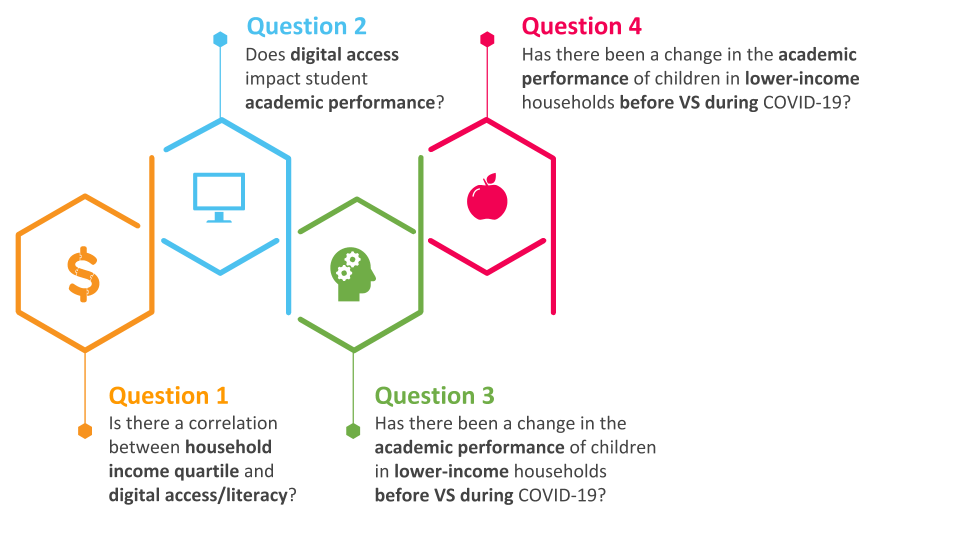 Question 1
Is there a correlation
between household
income quartile and
digital access/literacy?
Question 2
Does digital access
impact student
academic performance?
Question 3
Has there been a change in the
academic performance of children
in lower-income households
before VS during COVID-19?
Question 4
Has there been a change in the academic
performance of children in lower-income
households before VS during COVID-19?